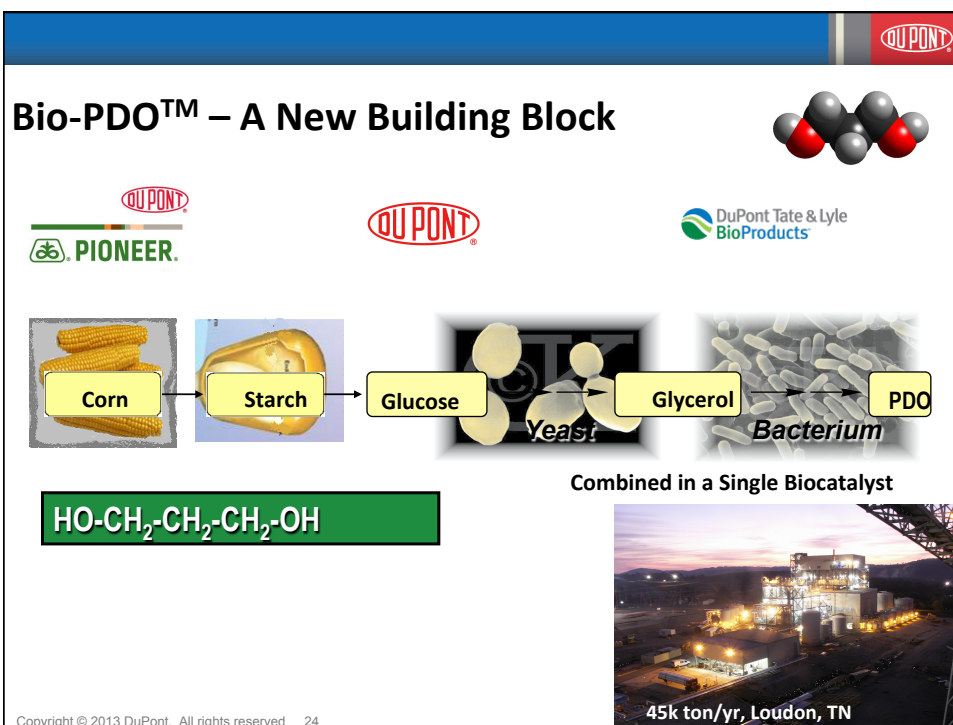 DUPONT
Bio-PDO™ – A New Building Block
DUPONT
PIONEER.
DUPONT
DuPont Tate & Lyle
BioProducts
Corn
Starch
Glucose
Yeast
Glycerol
Bacterium
PDO
Combined in a Single Biocatalyst
HO-CH₂-CH₂-CH₂-OH
45k ton/yr, Loudon, TN
Copyright © 2013 DuPont. All rights reserved. 24